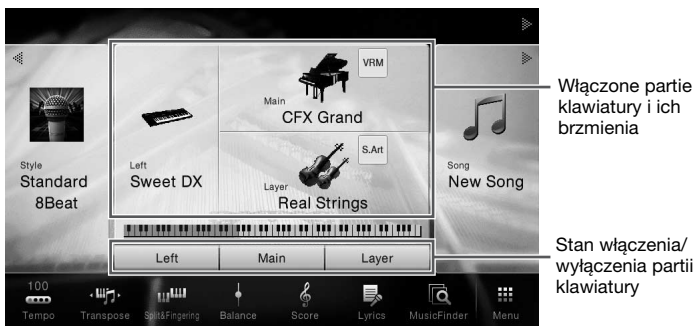 VRM
Main
CFX Grand
Style
Standard
8Beat
Left
Sweet DX
S.Art
Layer
Real Strings
Song
New Song
Left
Main
Layer
100
Tempo
Transpose
Split&Fingering
Balance
Score
Lyrics
MusicFinder
Menu
Włączone partie
klawiatury i ich
brzmienia
Stan włączenia/
wyłączenia partii
klawiatury